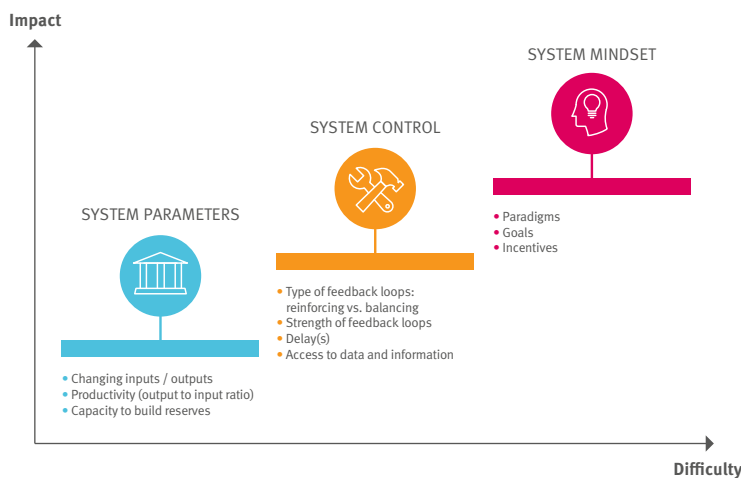 Impact
SYSTEM MINDSET
SYSTEM CONTROL
SYSTEM PARAMETERS
• Paradigms
• Goals
• Incentives
• Type of feedback loops:
reinforcing vs. balancing
• Strength of feedback loops
• Delay(s)
• Access to data and information
• Changing inputs / outputs
• Productivity (output to input ratio)
• Capacity to build reserves
Difficulty